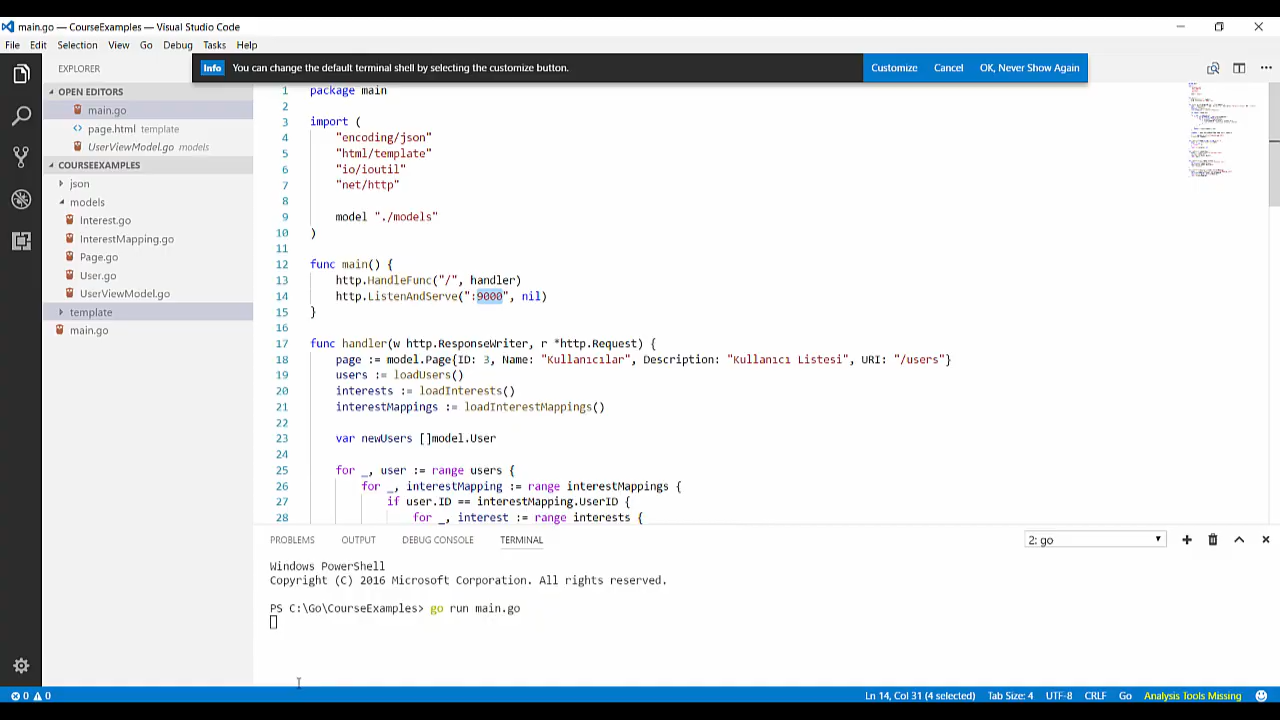 main.go — CourseExamples — Visual Studio Code
File Edit Selection View Go Debug Tasks Help
EXPLORER
Info You can change the default terminal shell by selecting the customize button. Customize Cancel OK, Never Show Again
OPEN EDITORS
main.go
page.html template
UserViewModel.go models
COURSEEXAMPLES
json
models
Interest.go
InterestMapping.go
Page.go
User.go
UserViewModel.go
template
main.go
1 package main
2
3 import (
4 "encoding/json"
5 "html/template"
6 "io/ioutil"
7 "net/http"
8
9 model "./models"
10 )
11
12 func main() {
13 http.HandleFunc("/", handler)
14 http.ListenAndServe(":9000", nil)
15 }
16
17 func handler(w http.ResponseWriter, r *http.Request) {
18 page := model.Page{ID: 3, Name: "Kullanıcılar", Description: "Kullanıcı Listesi", URI: "/users"}
19 users := loadUsers()
20 interests := loadInterests()
21 interestMappings := loadInterestMappings()
22
23 var newUsers []model.User
24
25 for _, user := range users {
26 for _, interestMapping := range interestMappings {
27 if user.ID == interestMapping.UserID {
28 for _, interest := range interests {
PROBLEMS OUTPUT DEBUG CONSOLE TERMINAL 2: go
Windows PowerShell
Copyright (C) 2016 Microsoft Corporation. All rights reserved.
PS C:\Go\CourseExamples> go run main.go
0 0 Ln 14, Col 31 (4 selected) Tab Size: 4 UTF-8 CRLF Go Analysis Tools Missing